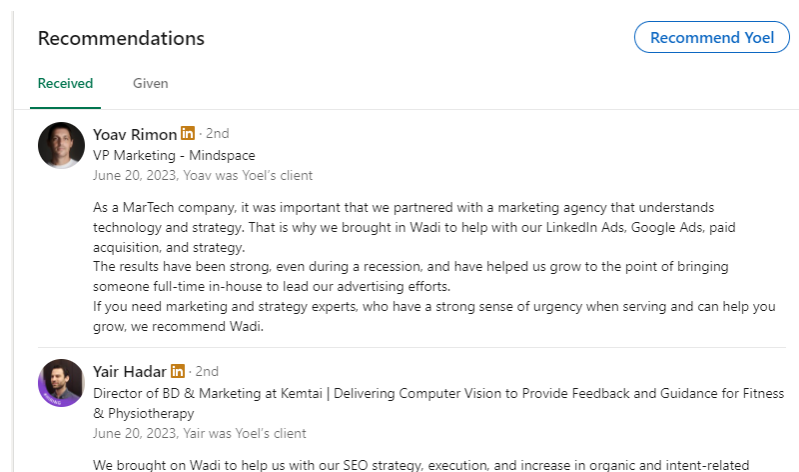 Recommendations
Recommend Yoel
Received
Given
Yoav Rimon in · 2nd
VP Marketing - Mindspace
June 20, 2023, Yoav was Yoel's client
As a MarTech company, it was important that we partnered with a marketing agency that understands
technology and strategy. That is why we brought in Wadi to help with our LinkedIn Ads, Google Ads, paid
acquisition, and strategy.
The results have been strong, even during a recession, and have helped us grow to the point of bringing
someone full-time in-house to lead our advertising efforts.
If you need marketing and strategy experts, who have a strong sense of urgency when serving and can help you
grow, we recommend Wadi.
Yair Hadar in · 2nd
Director of BD & Marketing at Kemtai | Delivering Computer Vision to Provide Feedback and Guidance for Fitness
& Physiotherapy
June 20, 2023, Yair was Yoel's client
We brought on Wadi to help us with our SEO strategy, execution, and increase in organic and intent-related